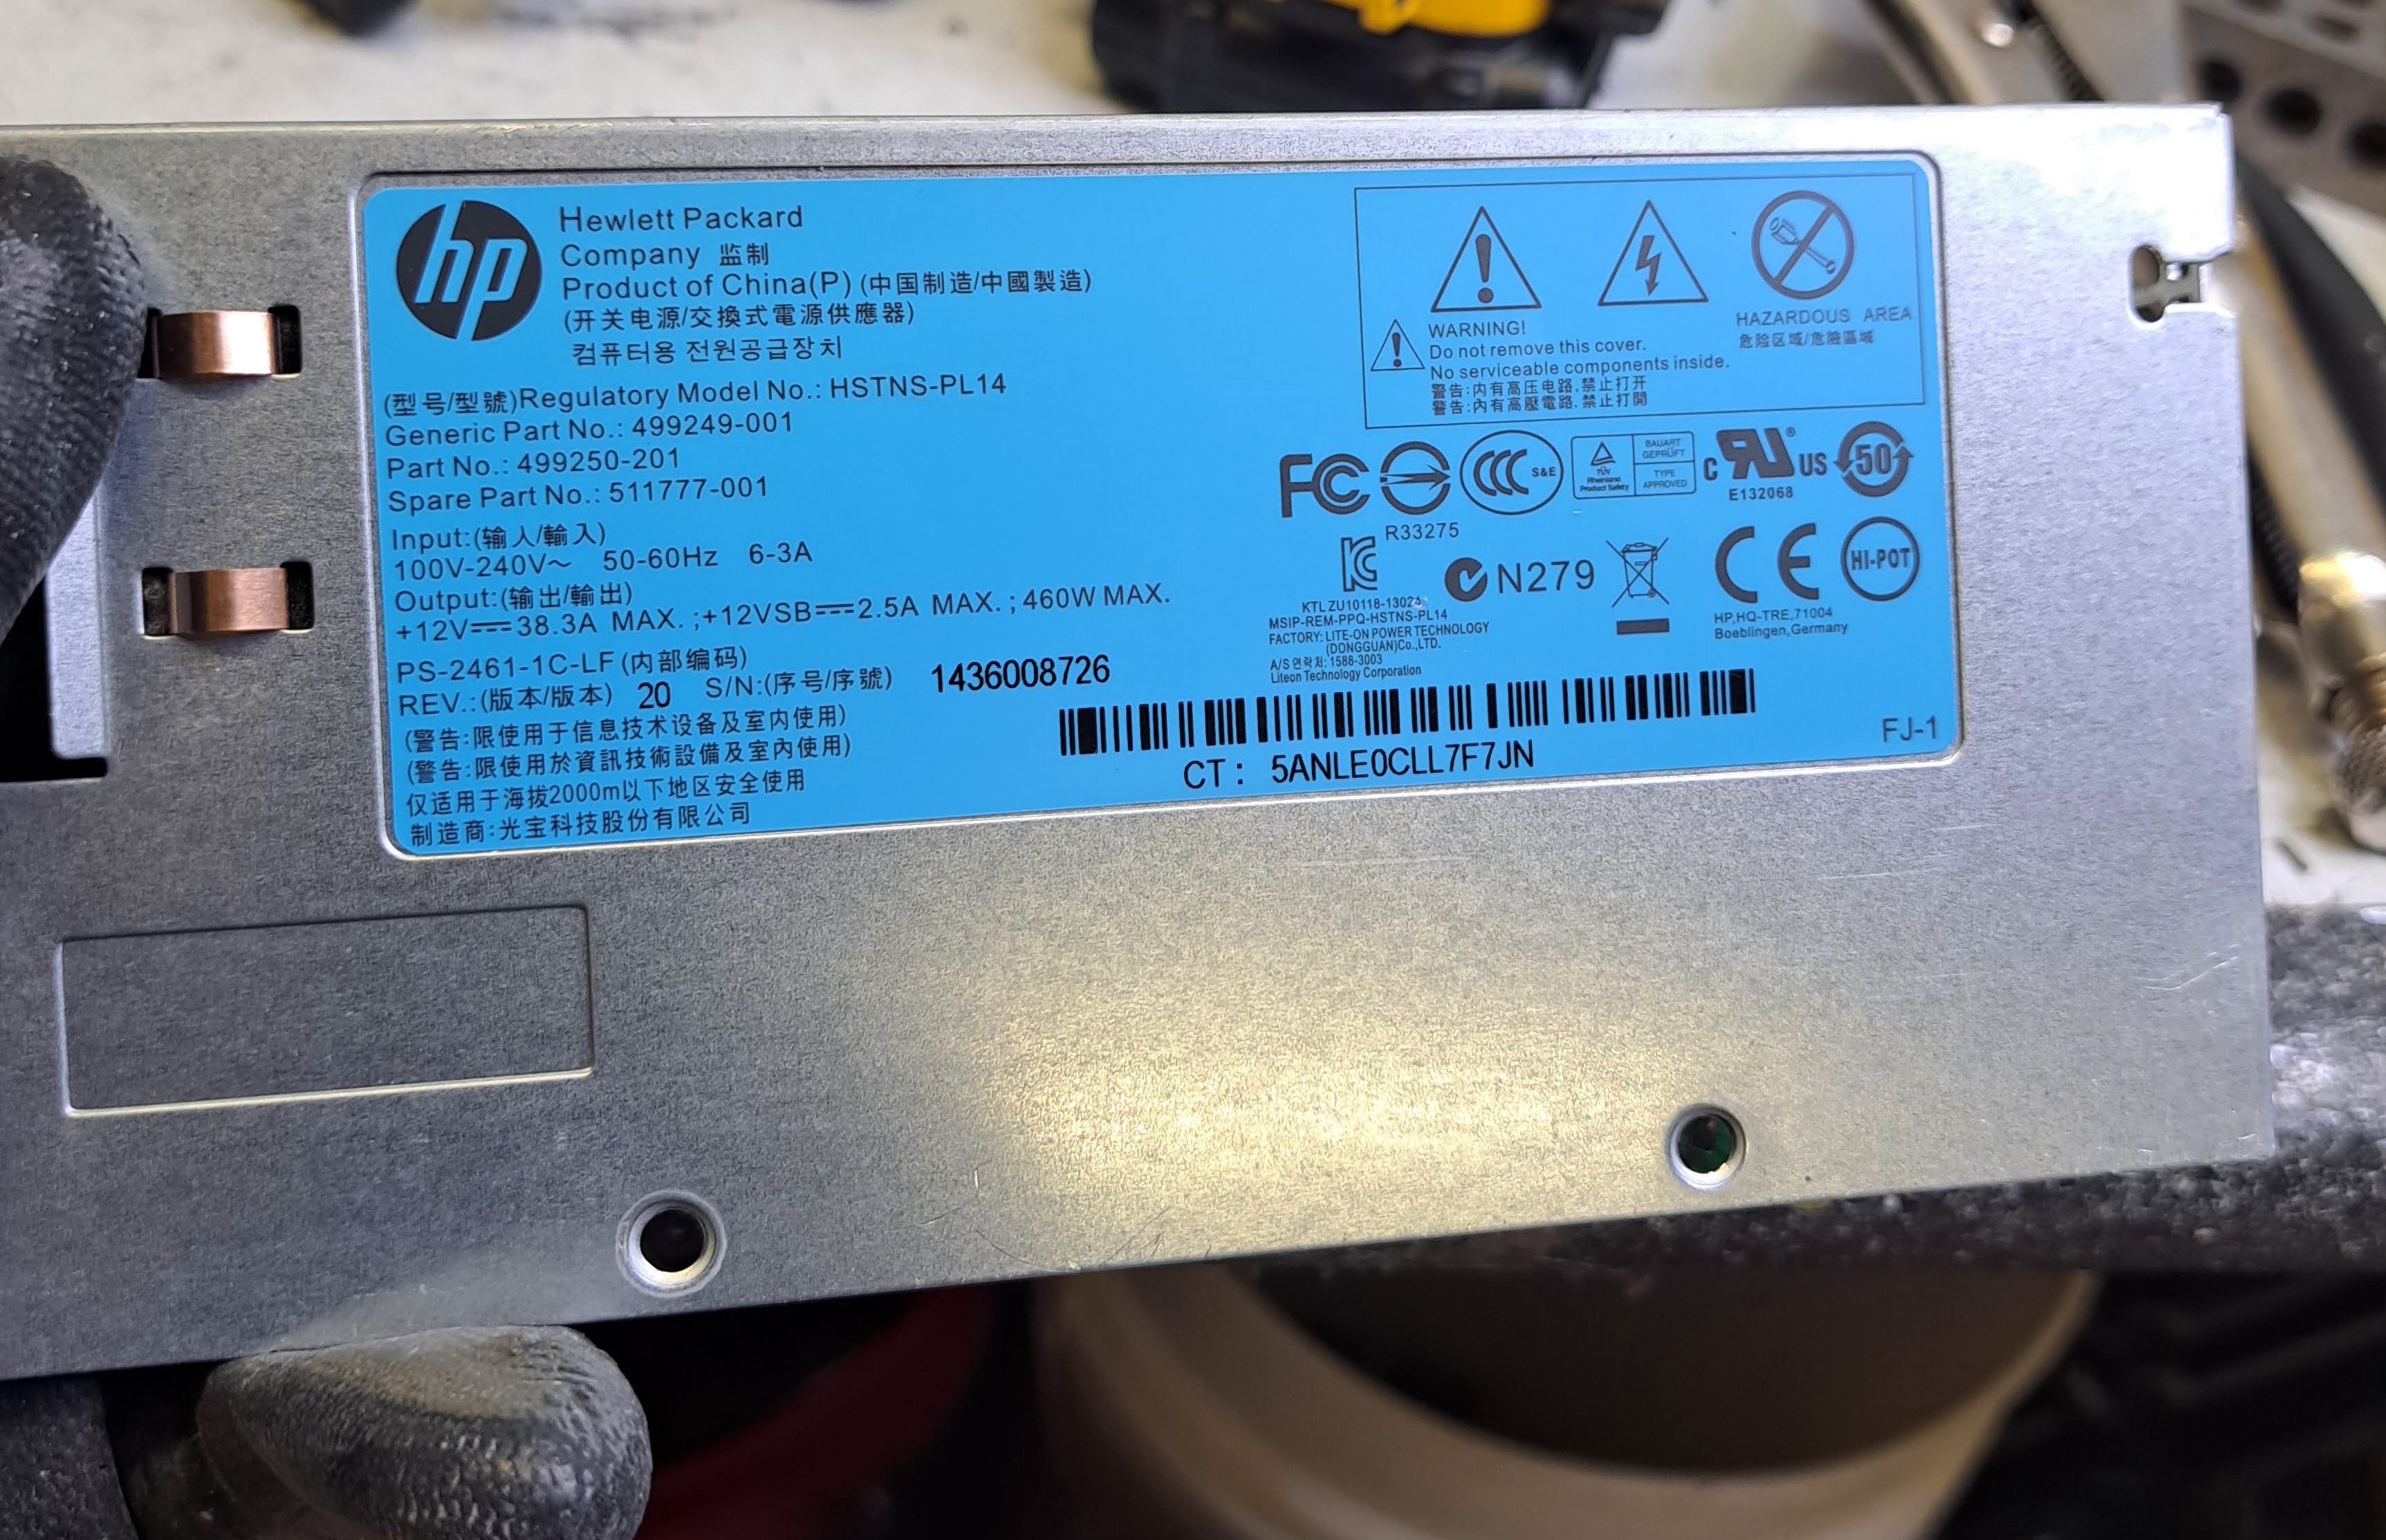 hp
Hewlett Packard
Company 监制
Product of China(P) (中国制造/中國製造)
(开关电源/交換式電源供應器)
컴퓨터용 전원공급장치
(型号/型號)Regulatory Model No.: HSTNS-PL14
Generic Part No.: 499249-001
Part No.: 499250-201
Spare Part No.: 511777-001
Input:(输人/輸入)
100V-240V～ 50-60Hz 6-3A
Output:(输出/輸出)
+12V⎓38.3A MAX. ;+12VSB⎓2.5A MAX. ; 460W MAX.
PS-2461-1C-LF (内部编码)
REV.:(版本/版本) 20 S/N:(序号/序號) 1436008726
(警告:限使用于信息技术设备及室内使用)
(警告:限使用於資訊技術設備及室內使用)
仅适用于海拔2000m以下地区安全使用
制造商:光宝科技股份有限公司
HAZARDOUS AREA
危险区域/危險區域
WARNING!
Do not remove this cover.
No serviceable components inside.
警告:内有高压电路,禁止打开
警告:內有高壓電路,禁止打開
FC
CCC S&E
TÜV
Rheinland
Product Safety
BAUART
GEPRÜFT
TYPE
APPROVED
C RU ® US
E132068
50
R33275
KC
N279
CE
HI-POT
KTL ZU10118-1302
MSIP-REM-PPQ-HSTNS-PL14
FACTORY: LITE-ON POWER TECHNOLOGY
(DONGGUAN)Co.,LTD.
A/S 연락처: 1588-3003
Liteon Technology Corporation
HP,HQ-TRE,71004
Boeblingen,Germany
CT: 5ANLE0CLL7F7JN
FJ-1